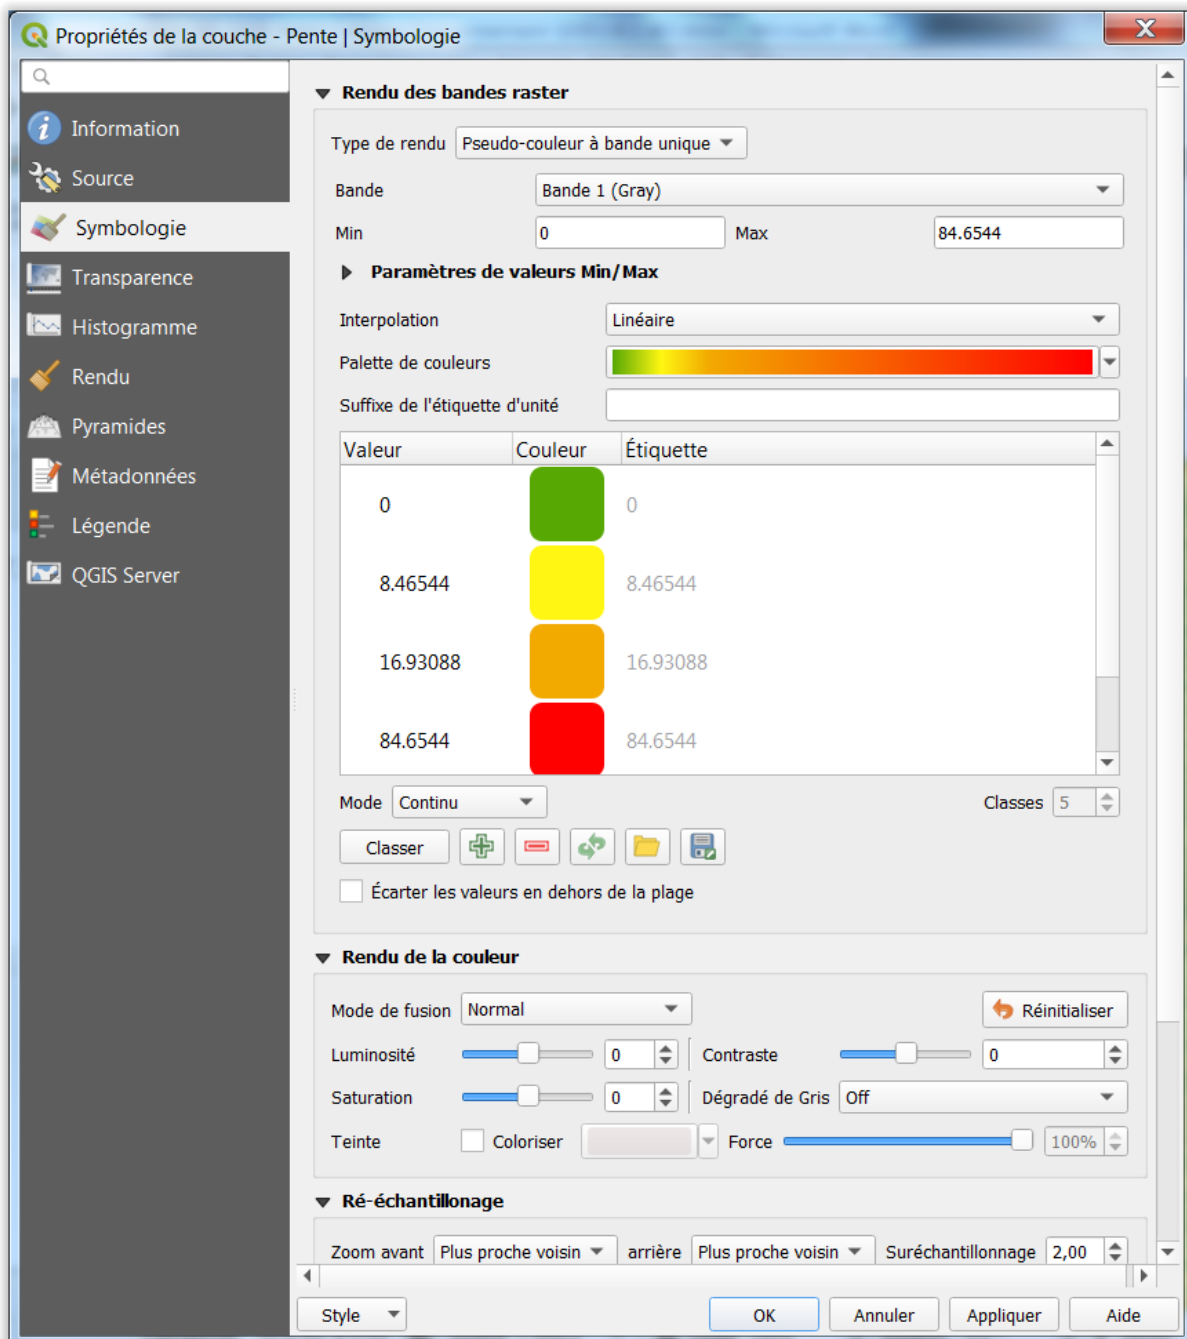 Propriétés de la couche - Pente | Symbologie
Information
Source
Symbologie
Transparence
Histogramme
Rendu
Pyramides
Métadonnées
Légende
QGIS Server
Rendu des bandes raster
Type de rendu Pseudo-couleur à bande unique
Bande Bande 1 (Gray)
Min 0 Max 84.6544
Paramètres de valeurs Min/Max
Interpolation Linéaire
Palette de couleurs
Suffixe de l'étiquette d'unité
Valeur Couleur Étiquette
0 0
8.46544 8.46544
16.93088 16.93088
84.6544 84.6544
Mode Continu Classes 5
Classer
Écarter les valeurs en dehors de la plage
Rendu de la couleur
Mode de fusion Normal Réinitialiser
Luminosité 0 Contraste 0
Saturation 0 Dégradé de Gris Off
Teinte Coloriser Force 100%
Ré-échantillonage
Zoom avant Plus proche voisin arrière Plus proche voisin Suréchantillonnage 2,00
Style OK Annuler Appliquer Aide